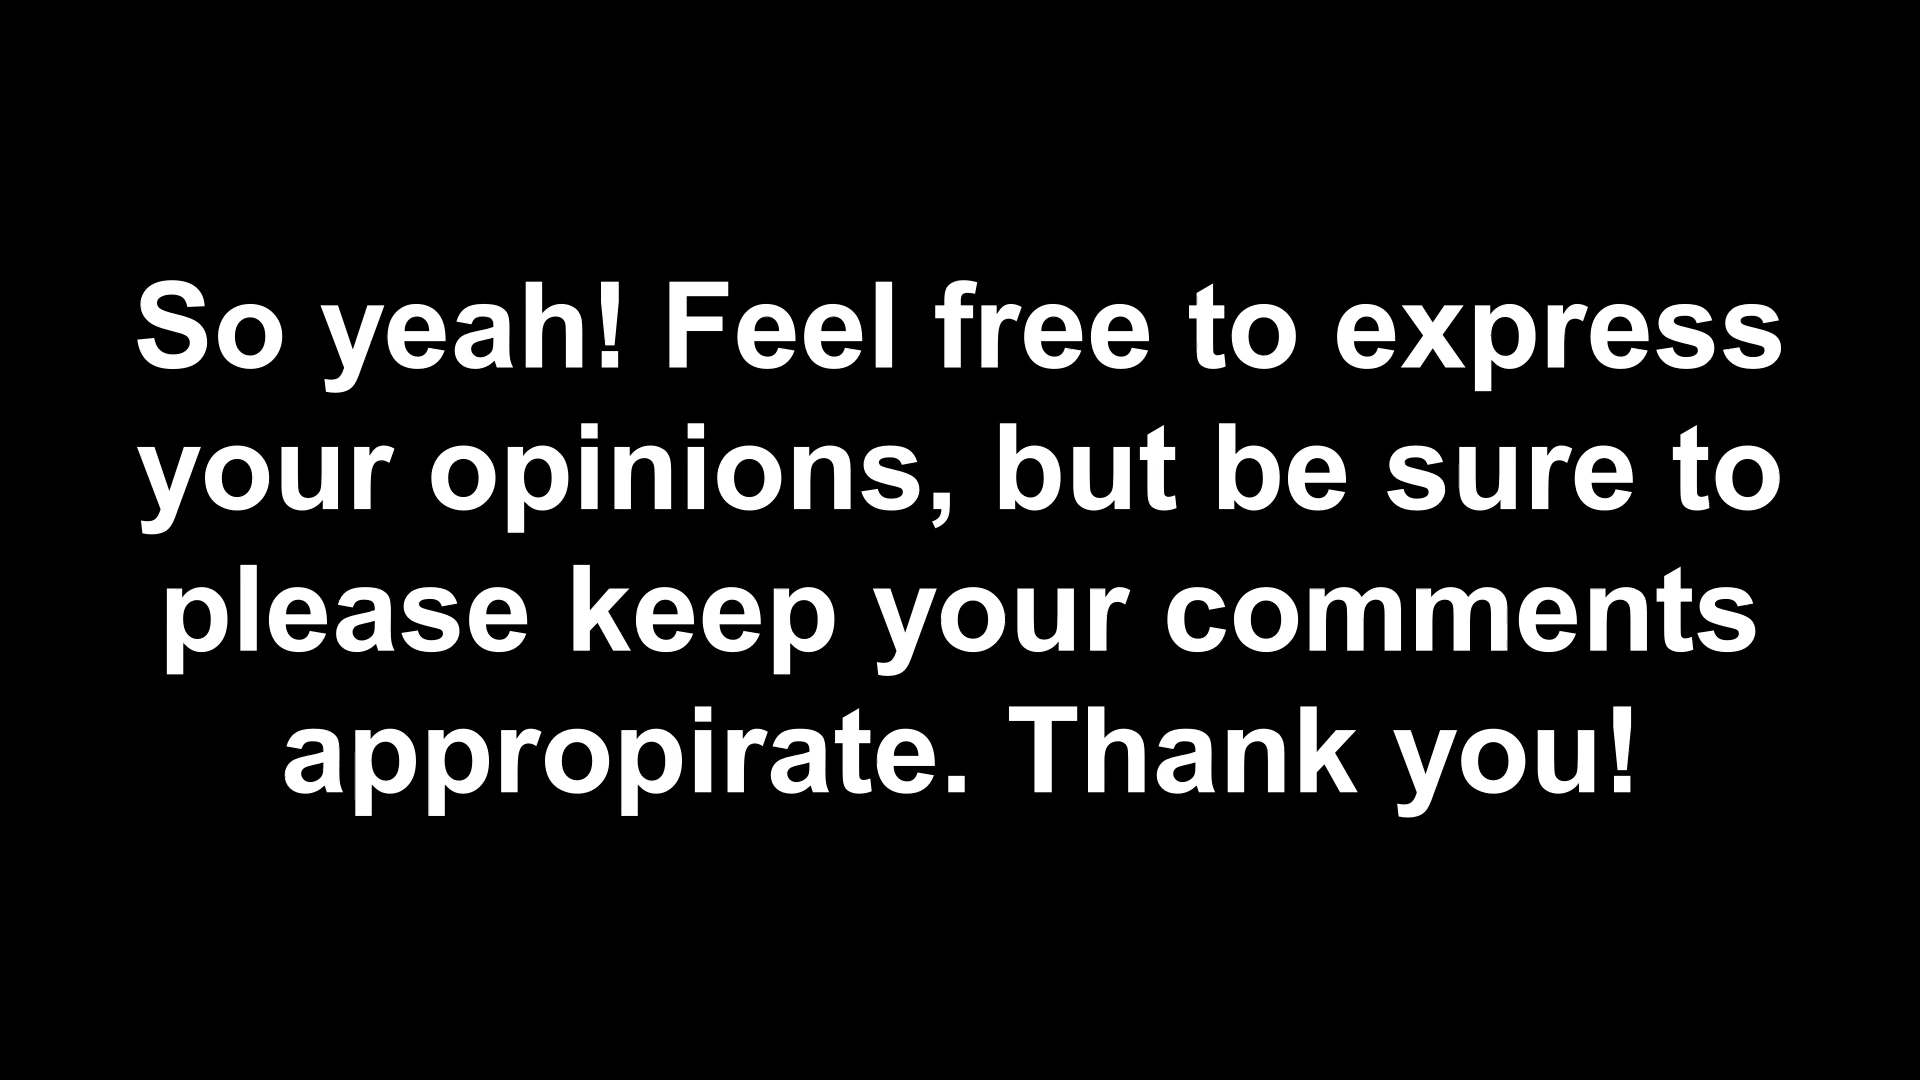 So yeah! Feel free to express
your opinions, but be sure to
please keep your comments
appropirate. Thank you!